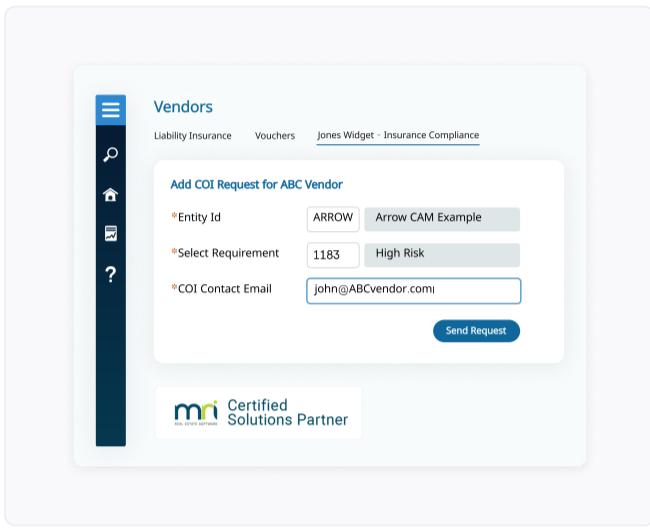 Vendors
Liability Insurance Vouchers Jones Widget - Insurance Compliance
Add COI Request for ABC Vendor
*Entity Id ARROW Arrow CAM Example
*Select Requirement 1183 High Risk
*COI Contact Email john@ABCvendor.com
Send Request
mri Certified
REAL ESTATE SOFTWARE Solutions Partner
?